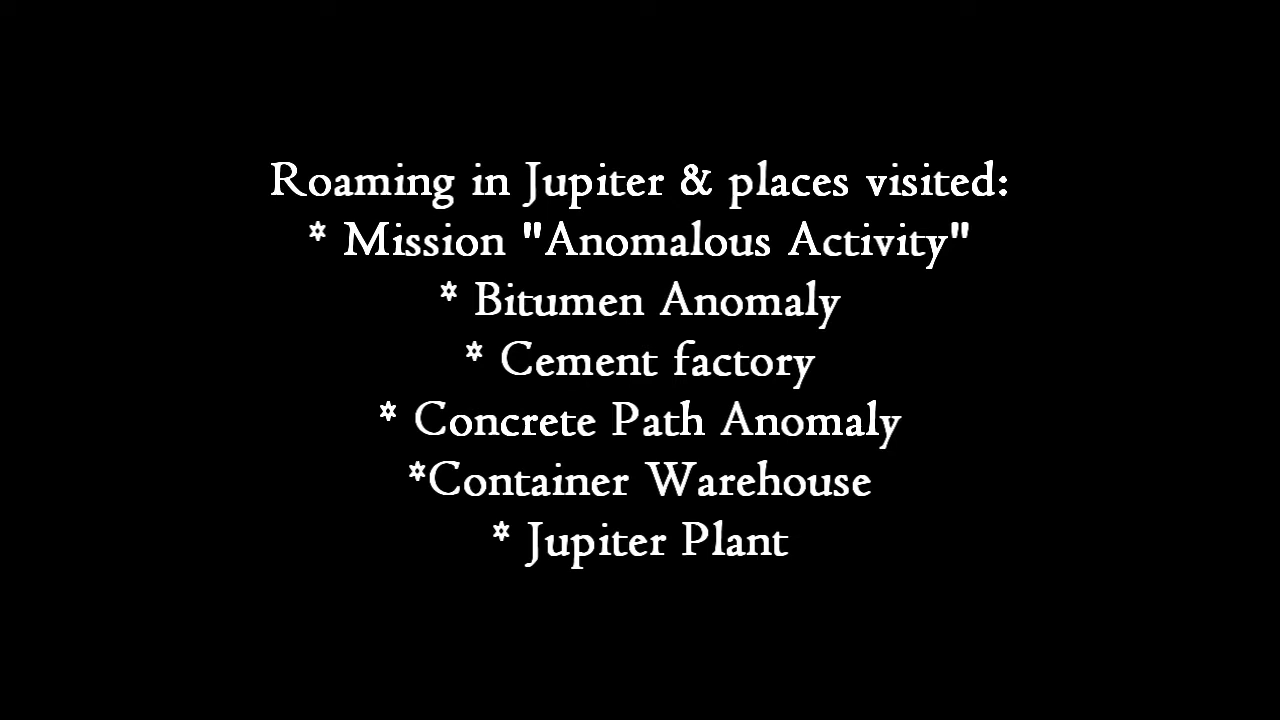 Roaming in Jupiter & places visited:
* Mission "Anomalous Activity"
* Bitumen Anomaly
* Cement factory
* Concrete Path Anomaly
*Container Warehouse
* Jupiter Plant